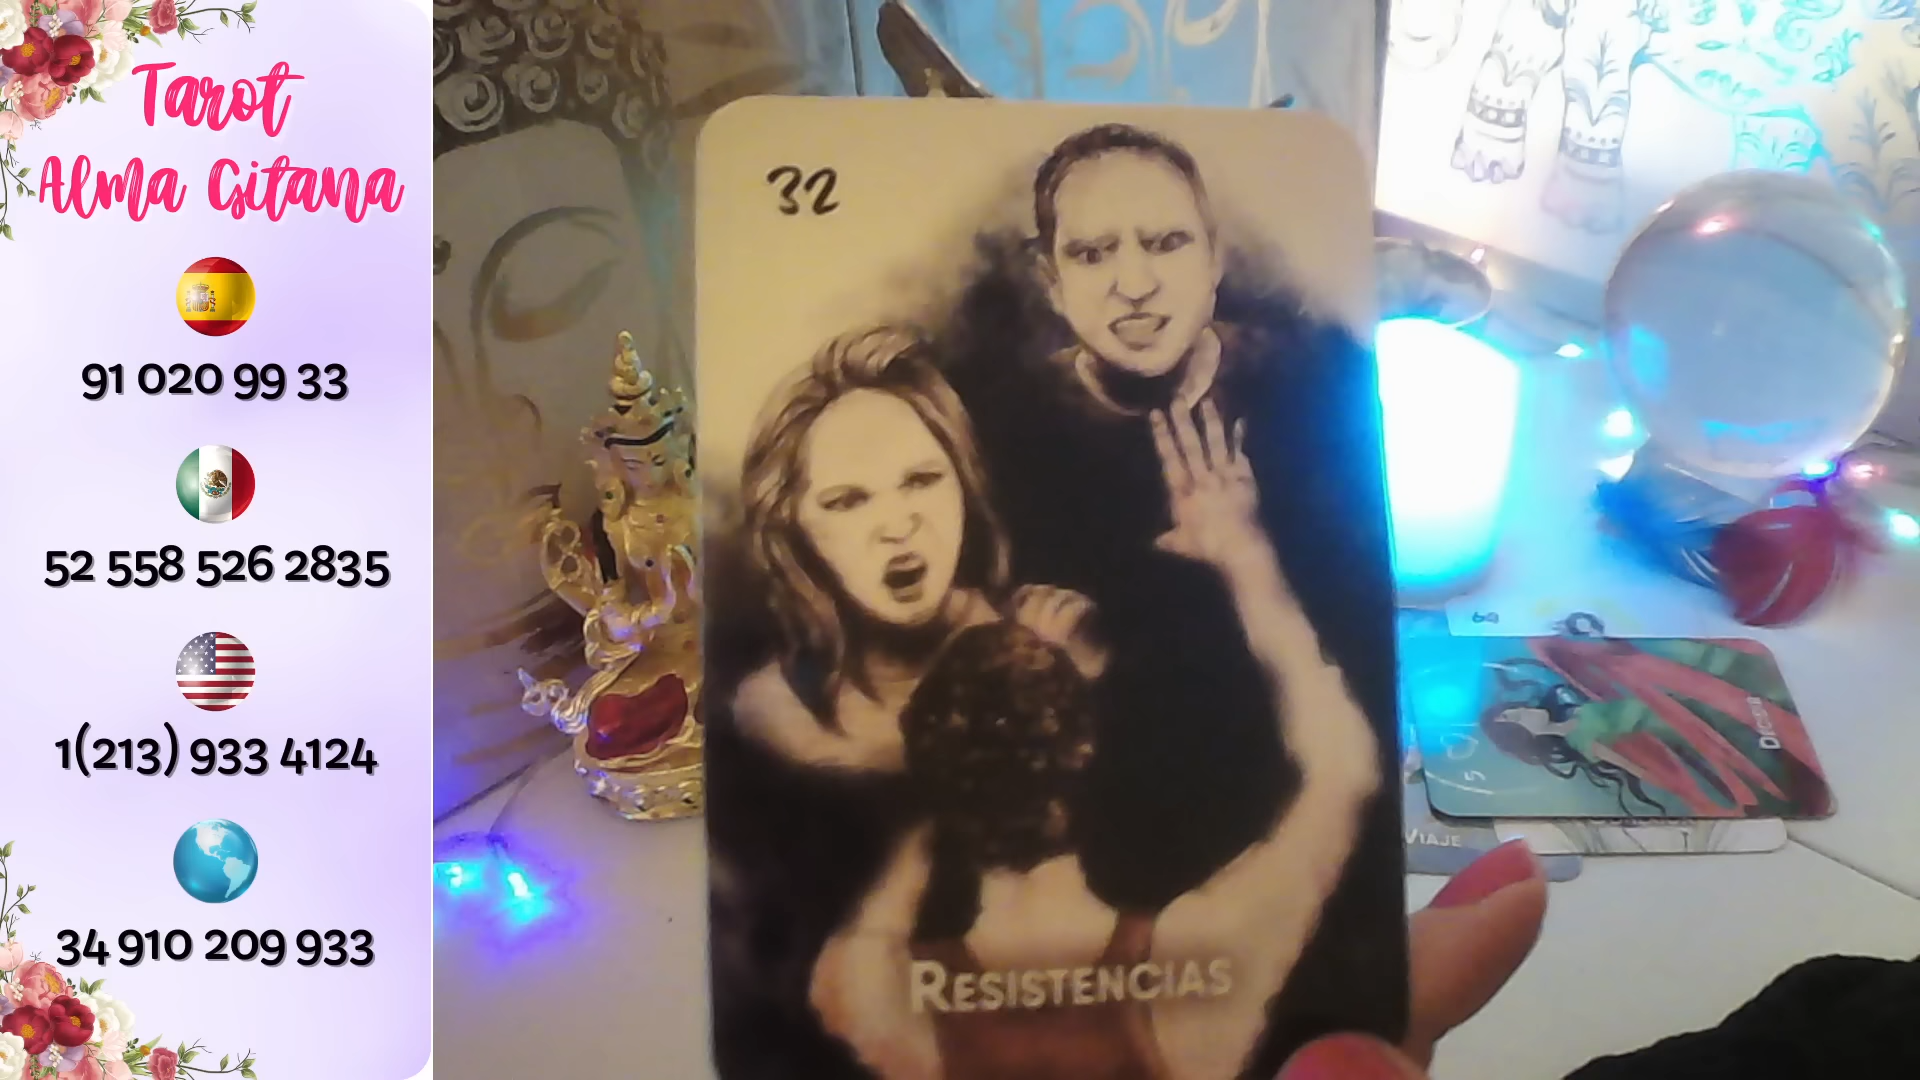 Tarot
Alma Gitana
91 020 99 33
52 558 526 2835
1(213) 933 4124
34 910 209 933
32
RESISTENCIAS
VIAJE
5